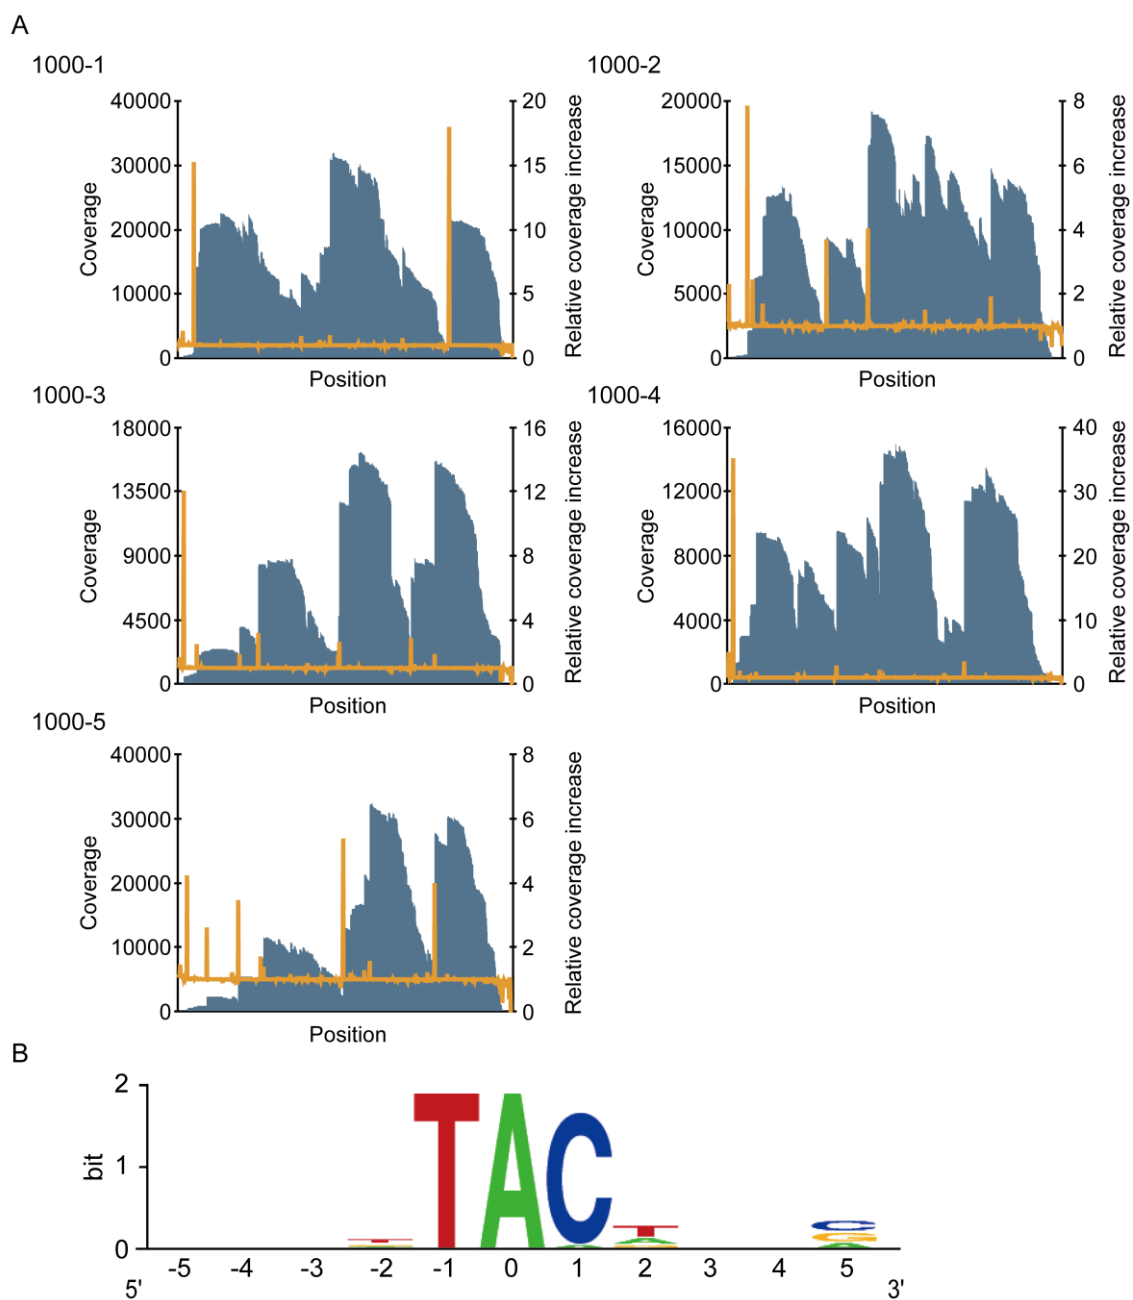 A
1000-1
1000-2
40000
30000
20000
10000
0
Coverage
20
15
10
5
0
Relative coverage increase
Position
20000
15000
10000
5000
0
Coverage
8
6
4
2
0
Relative coverage increase
Position
1000-3
1000-4
18000
13500
9000
4500
0
Coverage
16
12
8
4
0
Relative coverage increase
Position
16000
12000
8000
4000
0
Coverage
40
30
20
10
0
Relative coverage increase
Position
1000-5
40000
30000
20000
10000
0
Coverage
8
6
4
2
0
Relative coverage increase
Position
B
2
1
0
bit
T A C T C
A G
A
-5 -4 -3 -2 -1 0 1 2 3 4 5
5' 3'